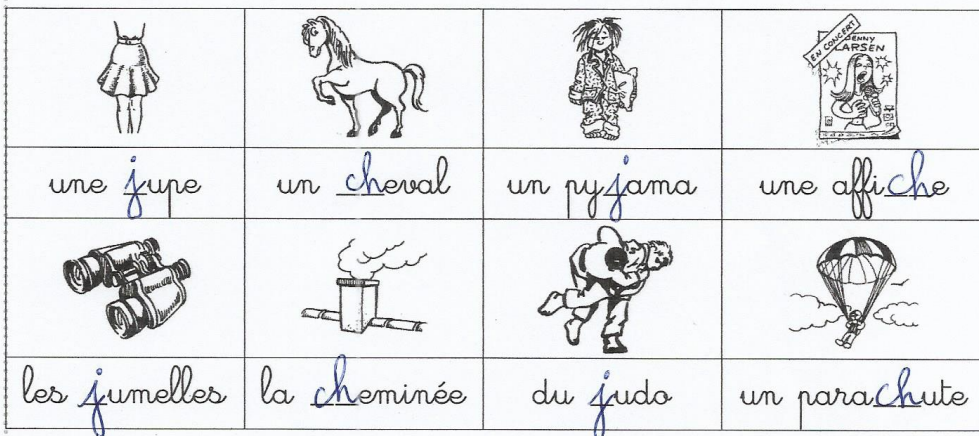 EN CONCERT
JENNY
LARSEN
une jupe
un cheval
un pyjama
une affiche
les jumelles
la cheminée
du judo
un parachute